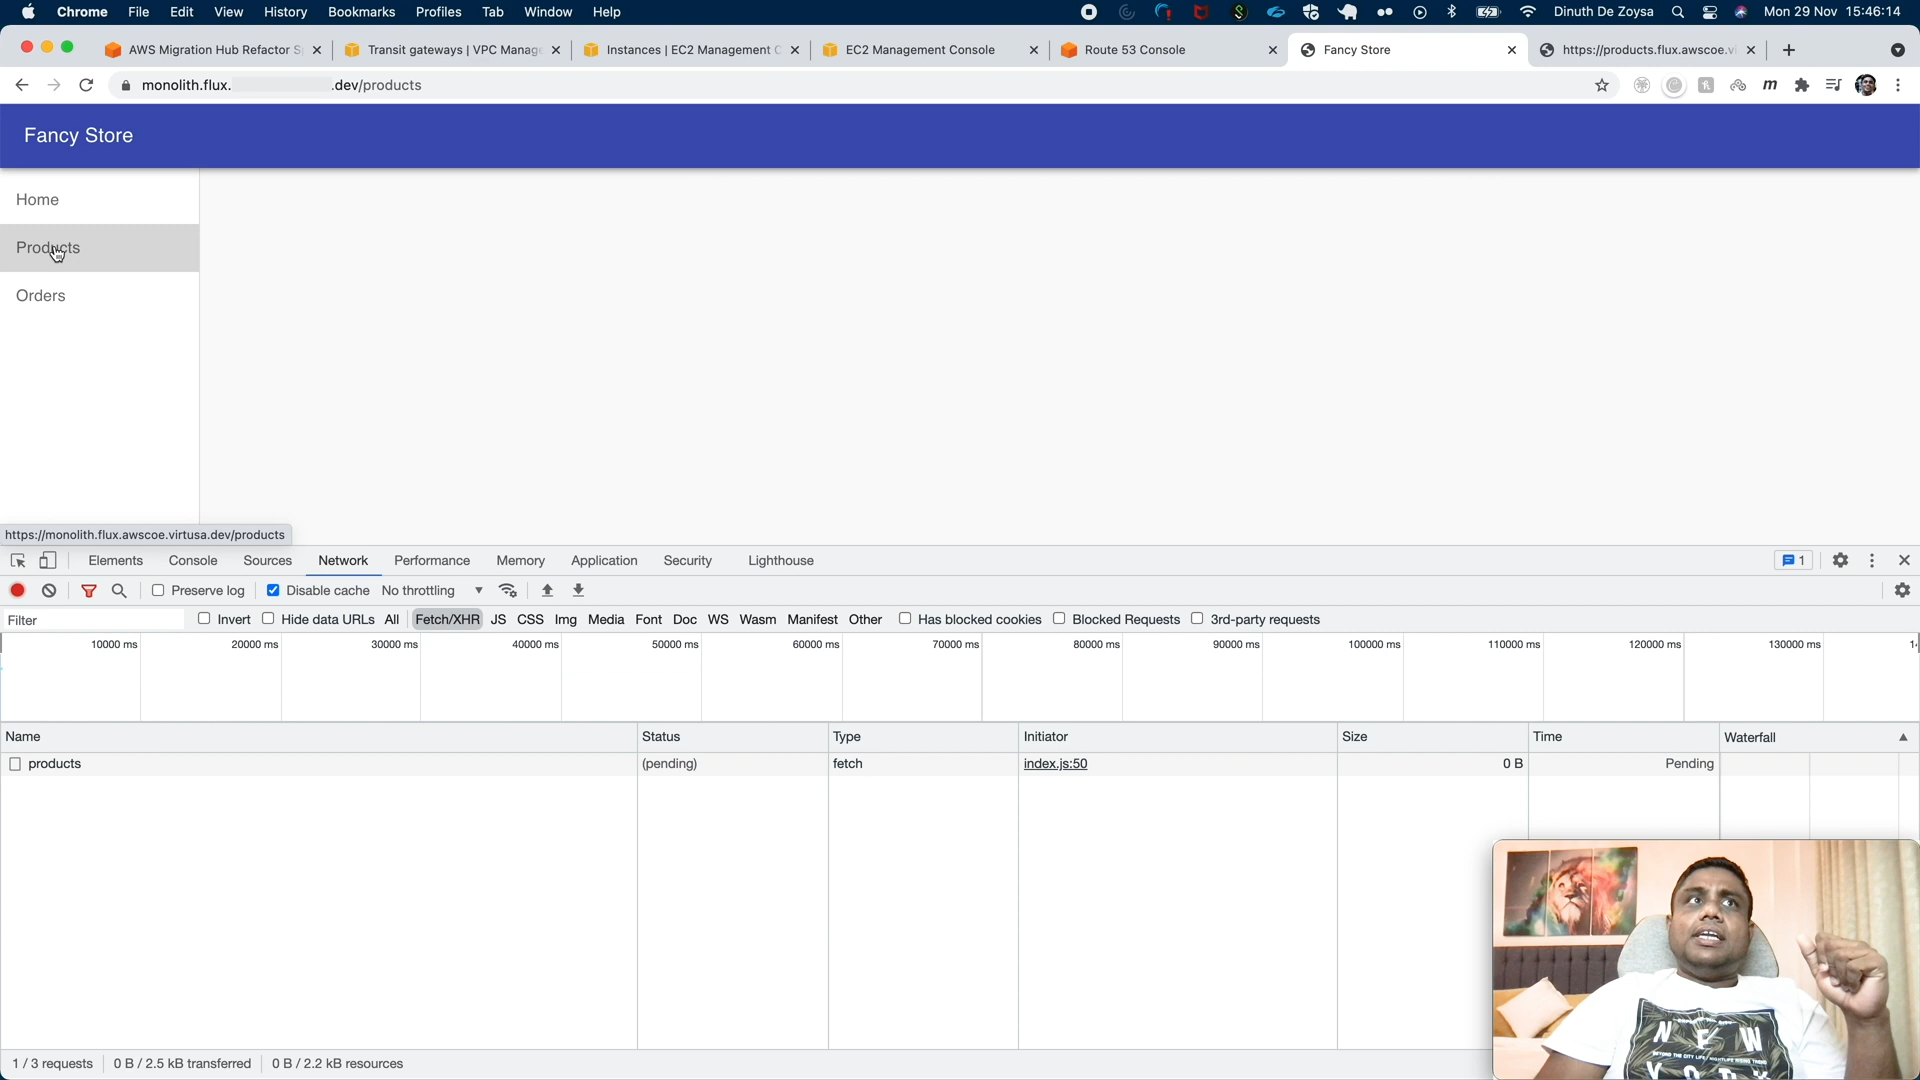 Chrome File Edit View History Bookmarks Profiles Tab Window Help Dinuth De Zoysa Mon 29 Nov 15:46:14
AWS Migration Hub Refactor S Transit gateways | VPC Manage Instances | EC2 Management C EC2 Management Console Route 53 Console Fancy Store https://products.flux.awscoe.vi
monolith.flux. .dev/products
Fancy Store
Home
Products
Orders
https://monolith.flux.awscoe.virtusa.dev/products
Elements Console Sources Network Performance Memory Application Security Lighthouse 1
Preserve log Disable cache No throttling
Filter Invert Hide data URLs All Fetch/XHR JS CSS Img Media Font Doc WS Wasm Manifest Other Has blocked cookies Blocked Requests 3rd-party requests
10000 ms 20000 ms 30000 ms 40000 ms 50000 ms 60000 ms 70000 ms 80000 ms 90000 ms 100000 ms 110000 ms 120000 ms 130000 ms
Name Status Type Initiator Size Time Waterfall
products (pending) fetch index.js:50 0 B Pending
NEW
1 / 3 requests 0 B / 2.5 kB transferred 0 B / 2.2 kB resources